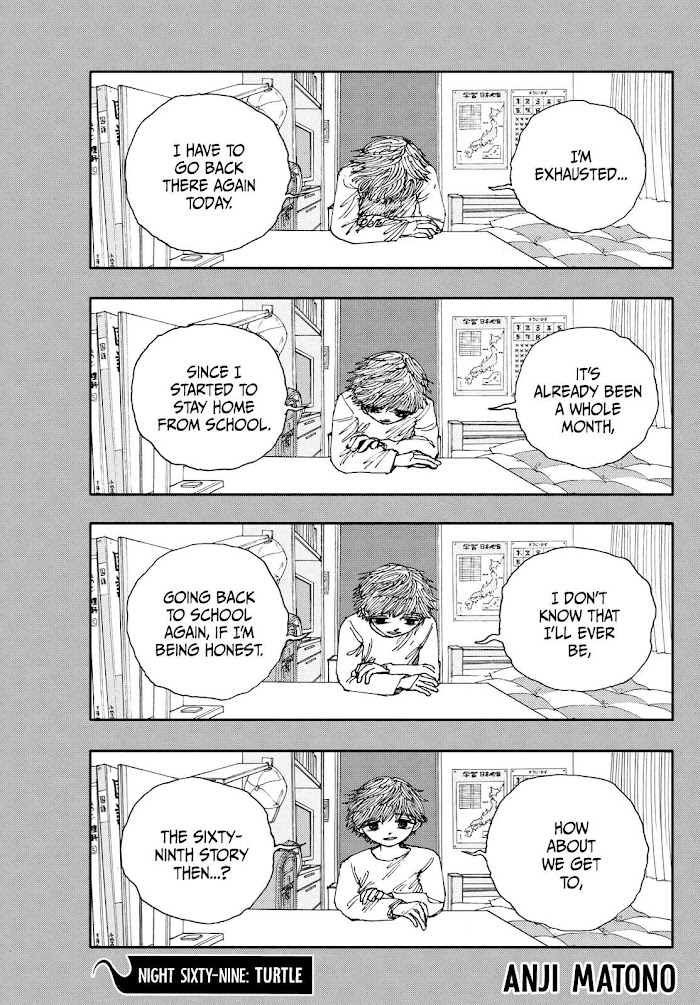 I'M
EXHAUSTED...
I HAVE TO
GO BACK
THERE AGAIN
TODAY.
IT'S
ALREADY BEEN
A WHOLE
MONTH,
SINCE I
STARTED TO
STAY HOME
FROM SCHOOL.
I DON'T
KNOW THAT
I'LL EVER
BE,
GOING BACK
TO SCHOOL
AGAIN, IF I'M
BEING HONEST.
HOW
ABOUT
WE GET
TO,
THE SIXTY-
NINTH STORY
THEN...?
NIGHT SIXTY-NINE: TURTLE
ANJI MATONO